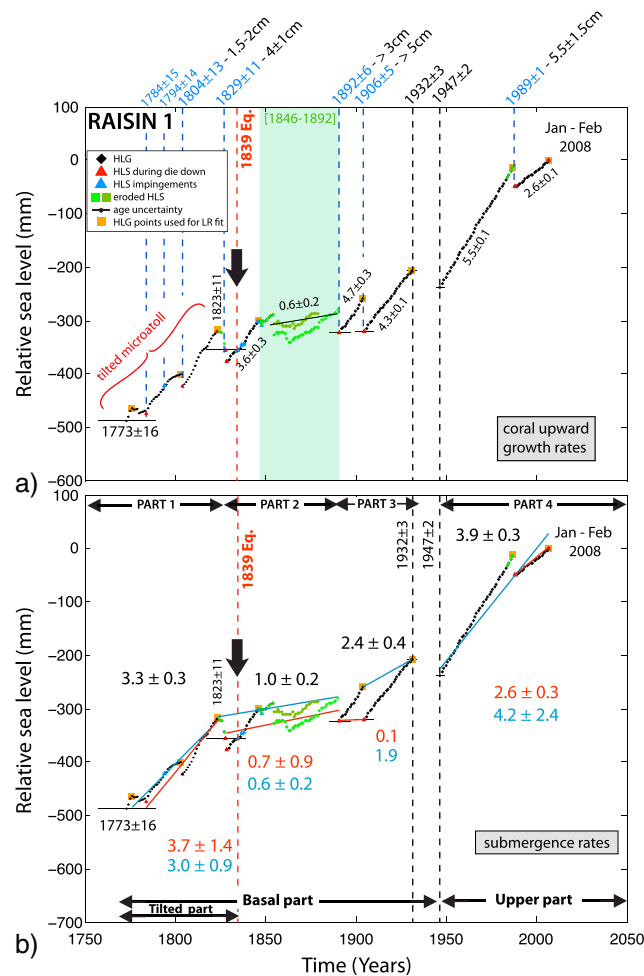 1784±15
1794±14
1804±13 - 1.5-2cm
1829±11 - 4±1cm
1892±6 - > 3cm
1906±5 - > 5cm
1932±3
1947±2
1989±1 - 5.5±1.5cm
RAISIN 1
1839 Eq.
[1846-1892]
Jan - Feb
2008
HLG
HLS during die down
HLS impingements
eroded HLS
age uncertainty
HLG points used for LR fit
tilted microatoll
1823±11
3.6±0.3
0.6±0.2
4.7±0.3
4.3±0.1
5.5±0.1
2.6±0.1
1773±16
coral upward
growth rates
Relative sea level (mm)
100
0
−100
−200
−300
−400
−500
−600
a)
PART 1
PART 2
PART 3
PART 4
1839 Eq.
1932±3
1947±2
3.9 ± 0.3
Jan - Feb
2008
3.3 ± 0.3
1823±11
1.0 ± 0.2
2.4 ± 0.4
0.7 ± 0.9
0.6 ± 0.2
0.1
1.9
2.6 ± 0.3
4.2 ± 2.4
1773±16
3.7 ± 1.4
3.0 ± 0.9
submergence rates
Basal part
Upper part
Tilted part
Relative sea level (mm)
100
0
−100
−200
−300
−400
−500
−600
−700
b)
1750
1800
1850
1900
1950
2000
2050
Time (Years)